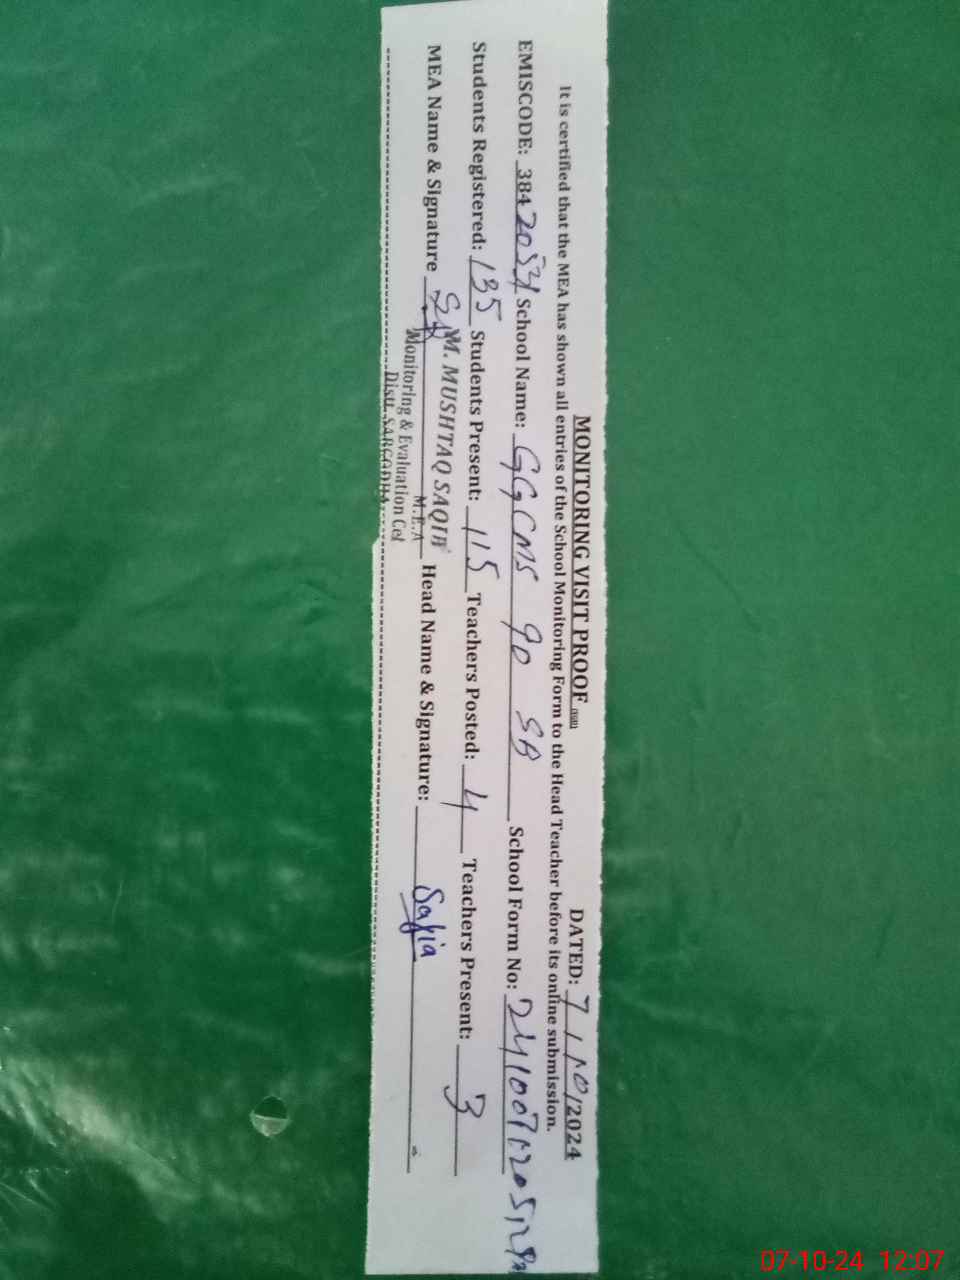 MONITORING VISIT PROOF DATED: 7/10/2024
It is certified that the MEA has shown all entries of the School Monitoring Form to the Head Teacher before its online submission.
EMISCODE: 384 School Name: GGCMS 90 SB School Form No:
Students Registered: 135 Students Present: 115 Teachers Posted: 4 Teachers Present: 3
MEA Name & Signature M. MUSHTAQ SAQIB Head Name & Signature: Safia
M.E.A
Monitoring & Evaluation Cel
Distt. SARGODHA
07-10-24 12:07